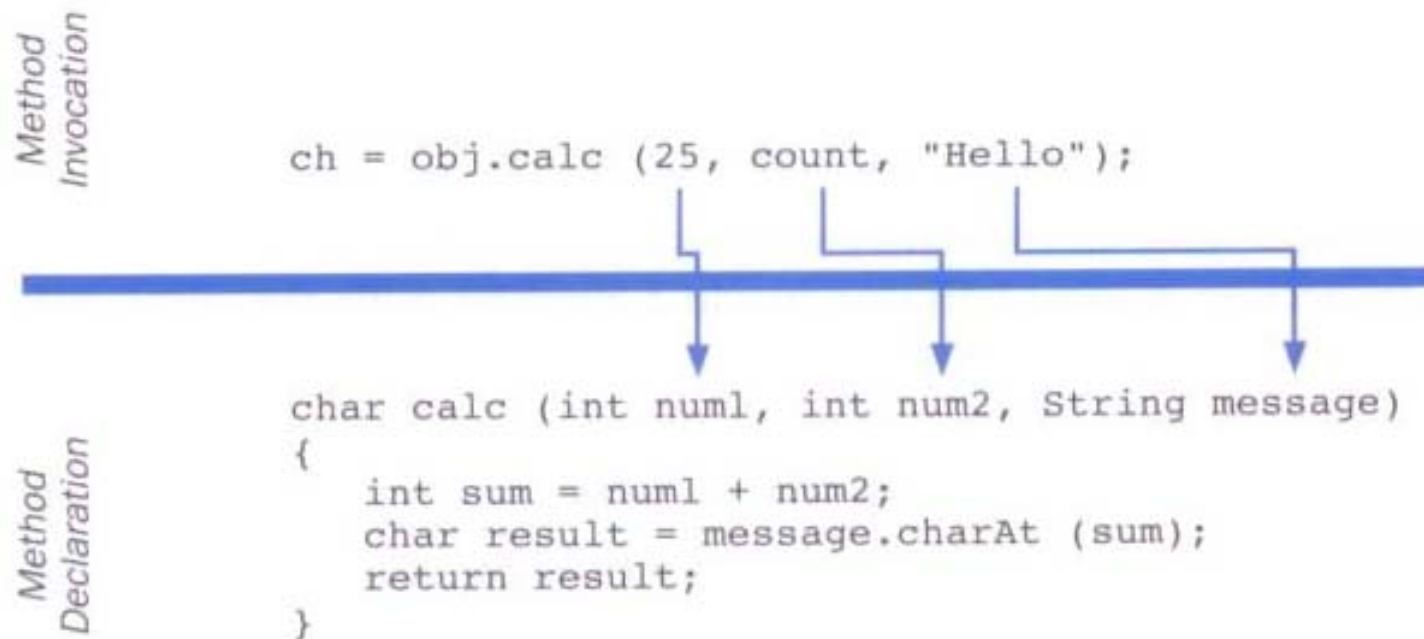 Method
Invocation
ch = obj.calc (25, count, "Hello");
char calc (int num1, int num2, String message)
{
int sum = num1 + num2;
char result = message.charAt (sum);
return result;
}
Method
Declaration